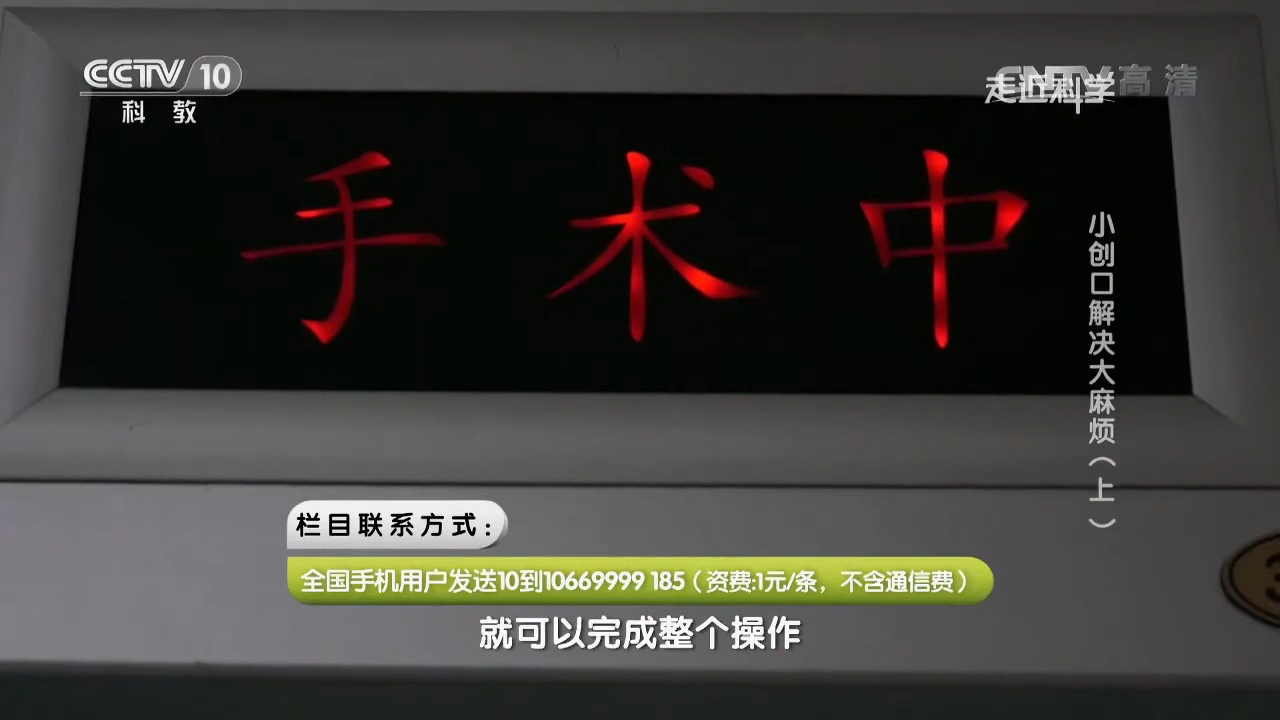 CCTV 10
科教
走近科学
CNTV高清
手术中
小创口解决大麻烦(上)
栏目联系方式:
全国手机用户发送10到10669999 185(资费:1元/条,不含通信费)
就可以完成整个操作